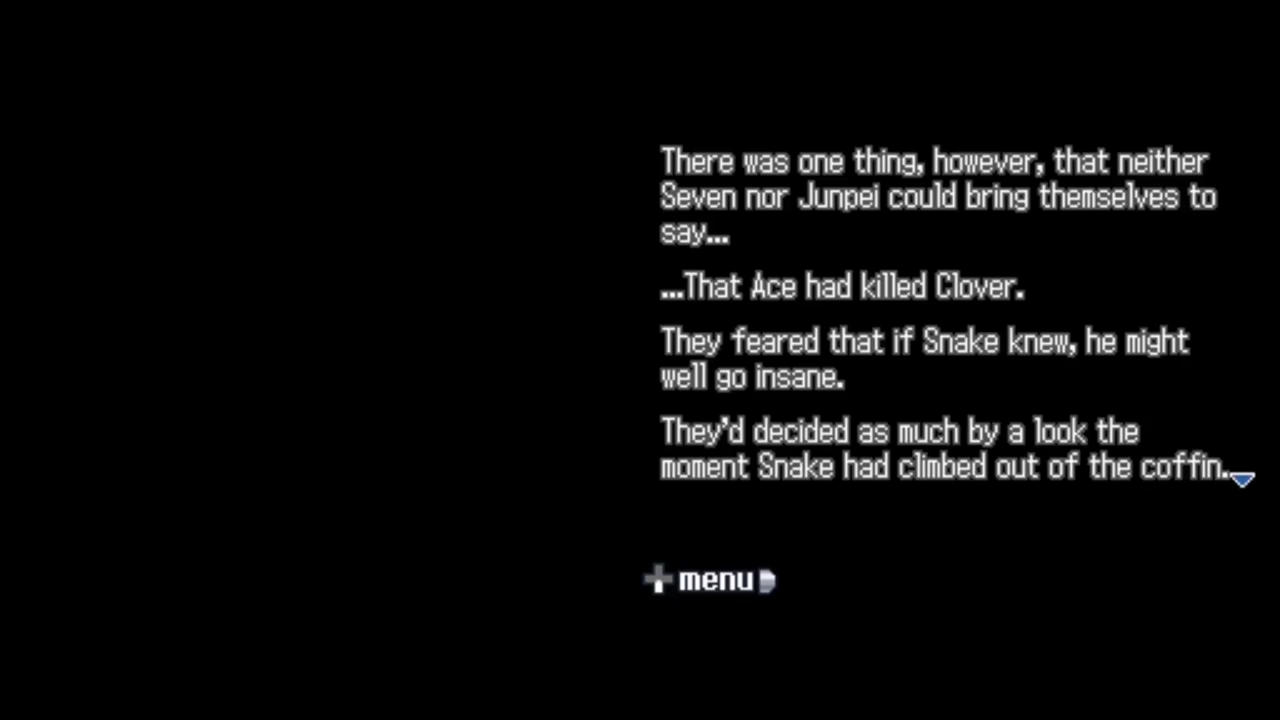 There was one thing, however, that neither
Seven nor Junpei could bring themselves to
say...
...That Ace had killed Clover.
They feared that if Snake knew, he might
well go insane.
They'd decided as much by a look the
moment Snake had climbed out of the coffin.
menu